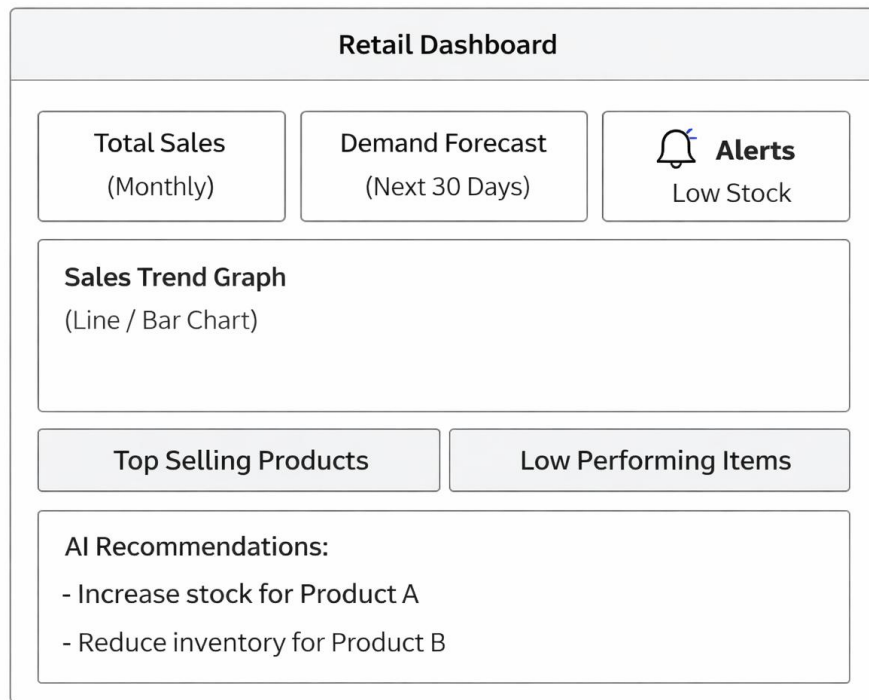 Retail Dashboard
Total Sales
(Monthly)
Demand Forecast
(Next 30 Days)
Alerts
Low Stock
Sales Trend Graph
(Line / Bar Chart)
Top Selling Products
Low Performing Items
AI Recommendations:
- Increase stock for Product A
- Reduce inventory for Product B